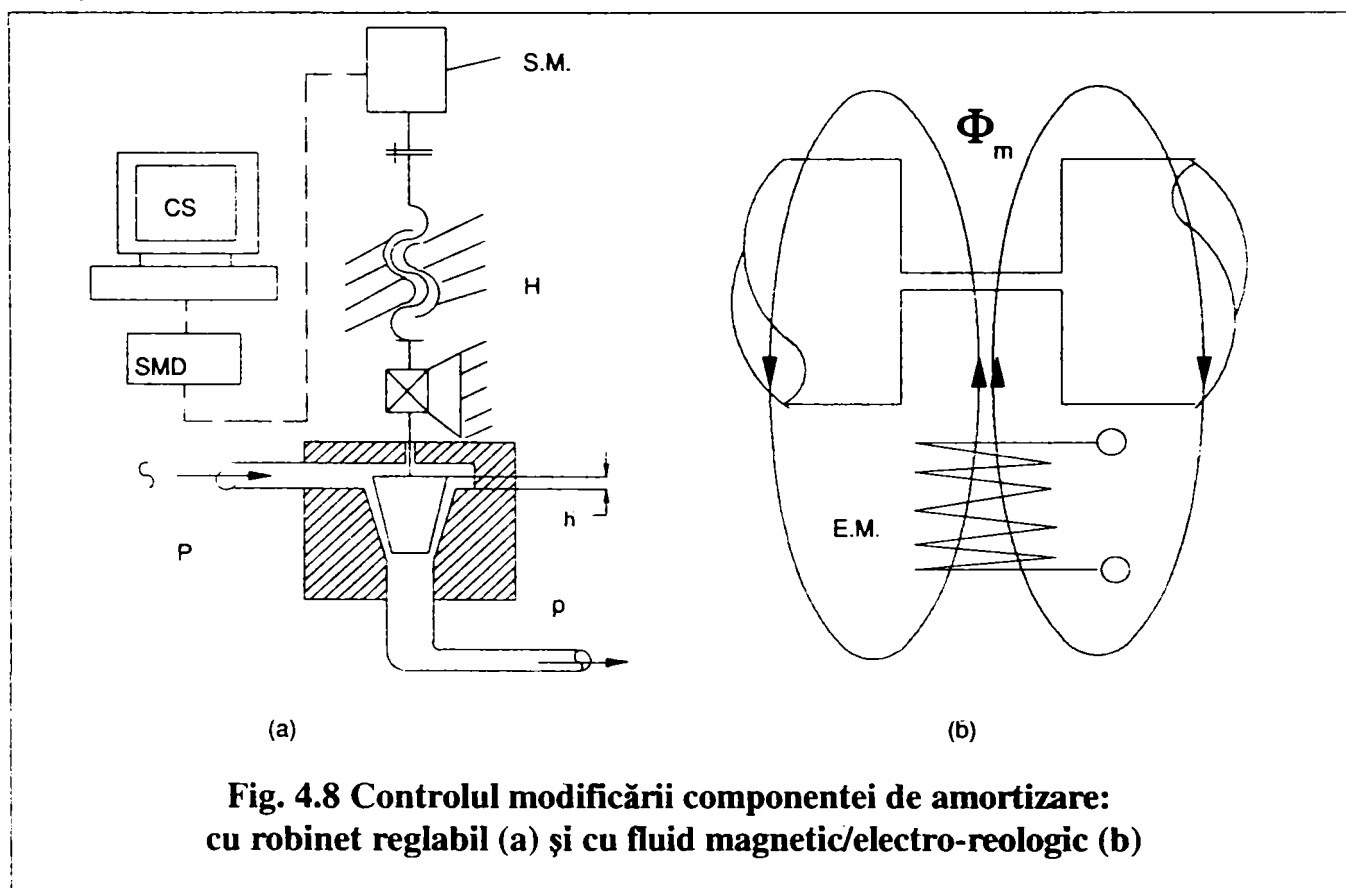 S.M.
CS
H
SMD
P
h
p
(a)
Φm
E.M.
(b)
Fig. 4.8 Controlul modificării componentei de amortizare:
cu robinet reglabil (a) şi cu fluid magnetic/electro-reologic (b)